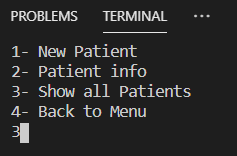 PROBLEMS TERMINAL ...
1- New Patient
2- Patient info
3- Show all Patients
4- Back to Menu
3